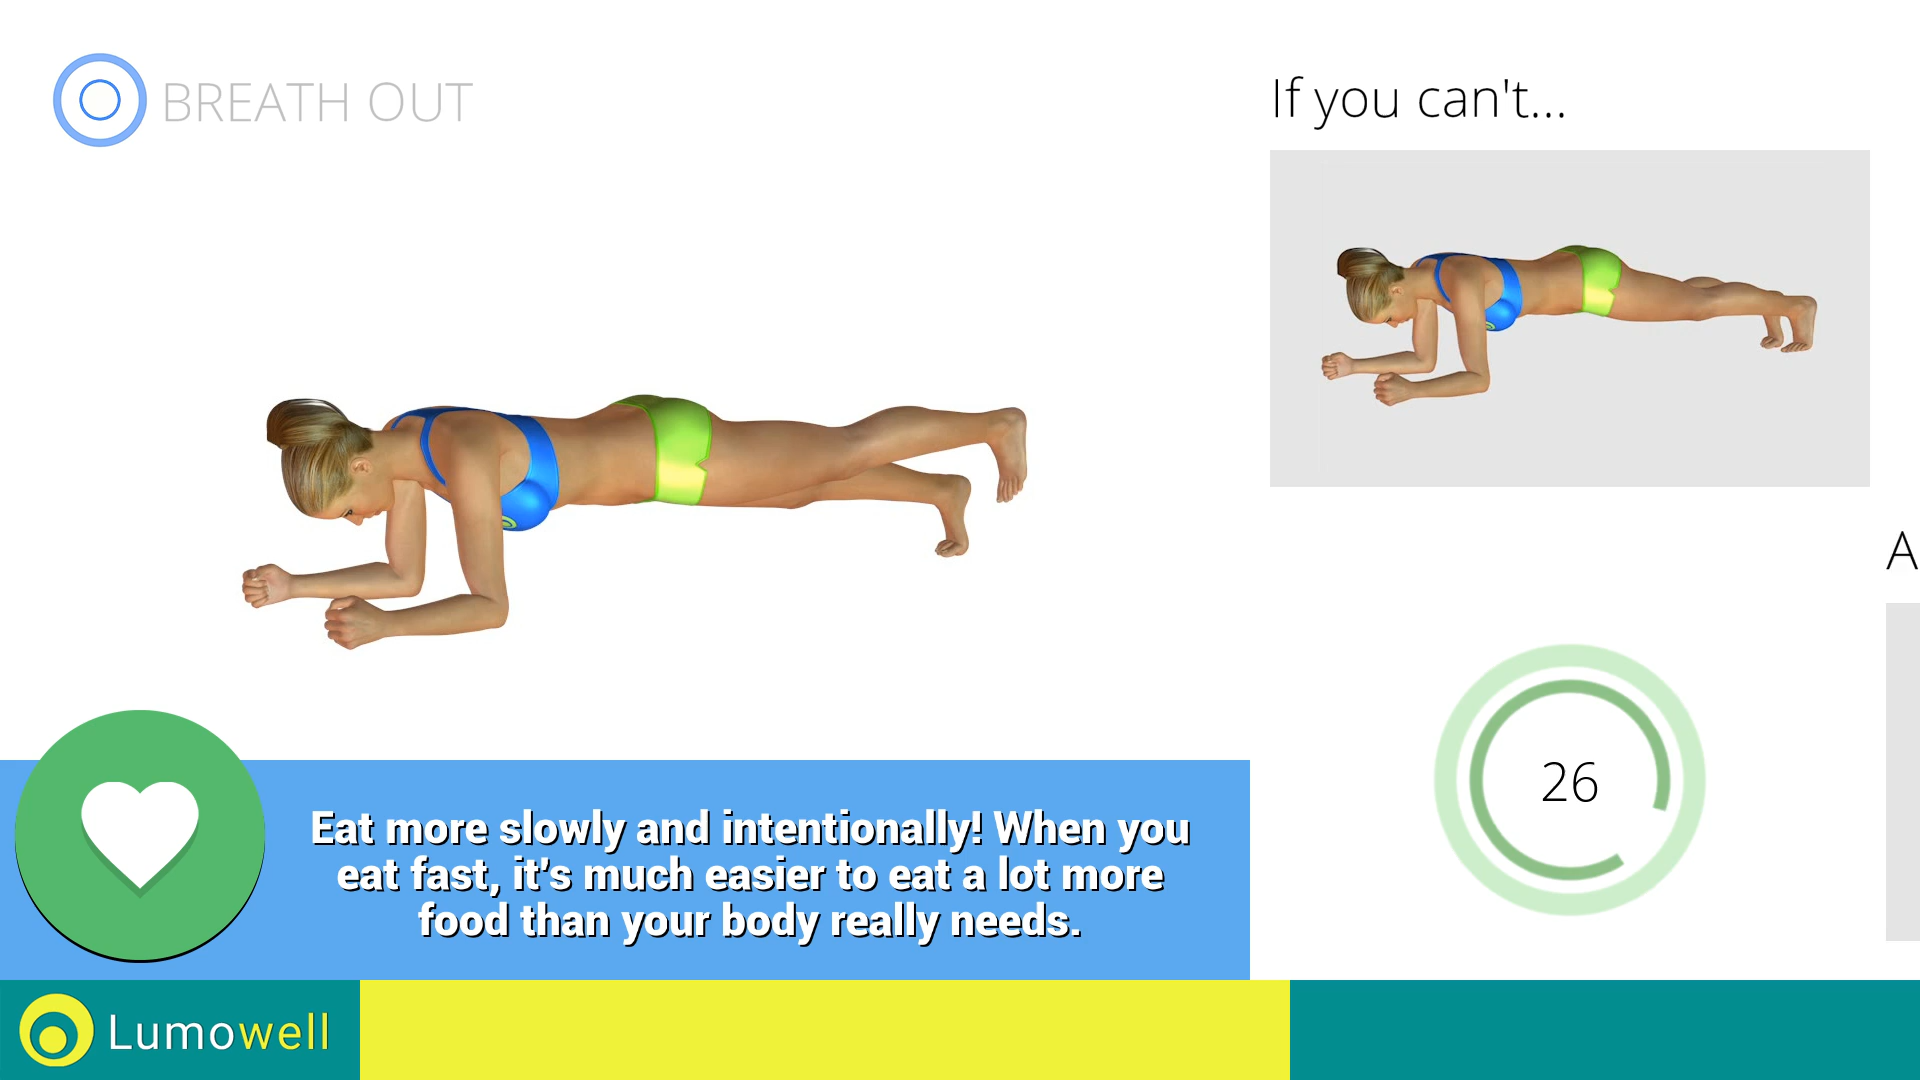 BREATH OUT
If you can't...
A
26
Eat more slowly and intentionally! When you
eat fast, it's much easier to eat a lot more
food than your body really needs.
Lumowell